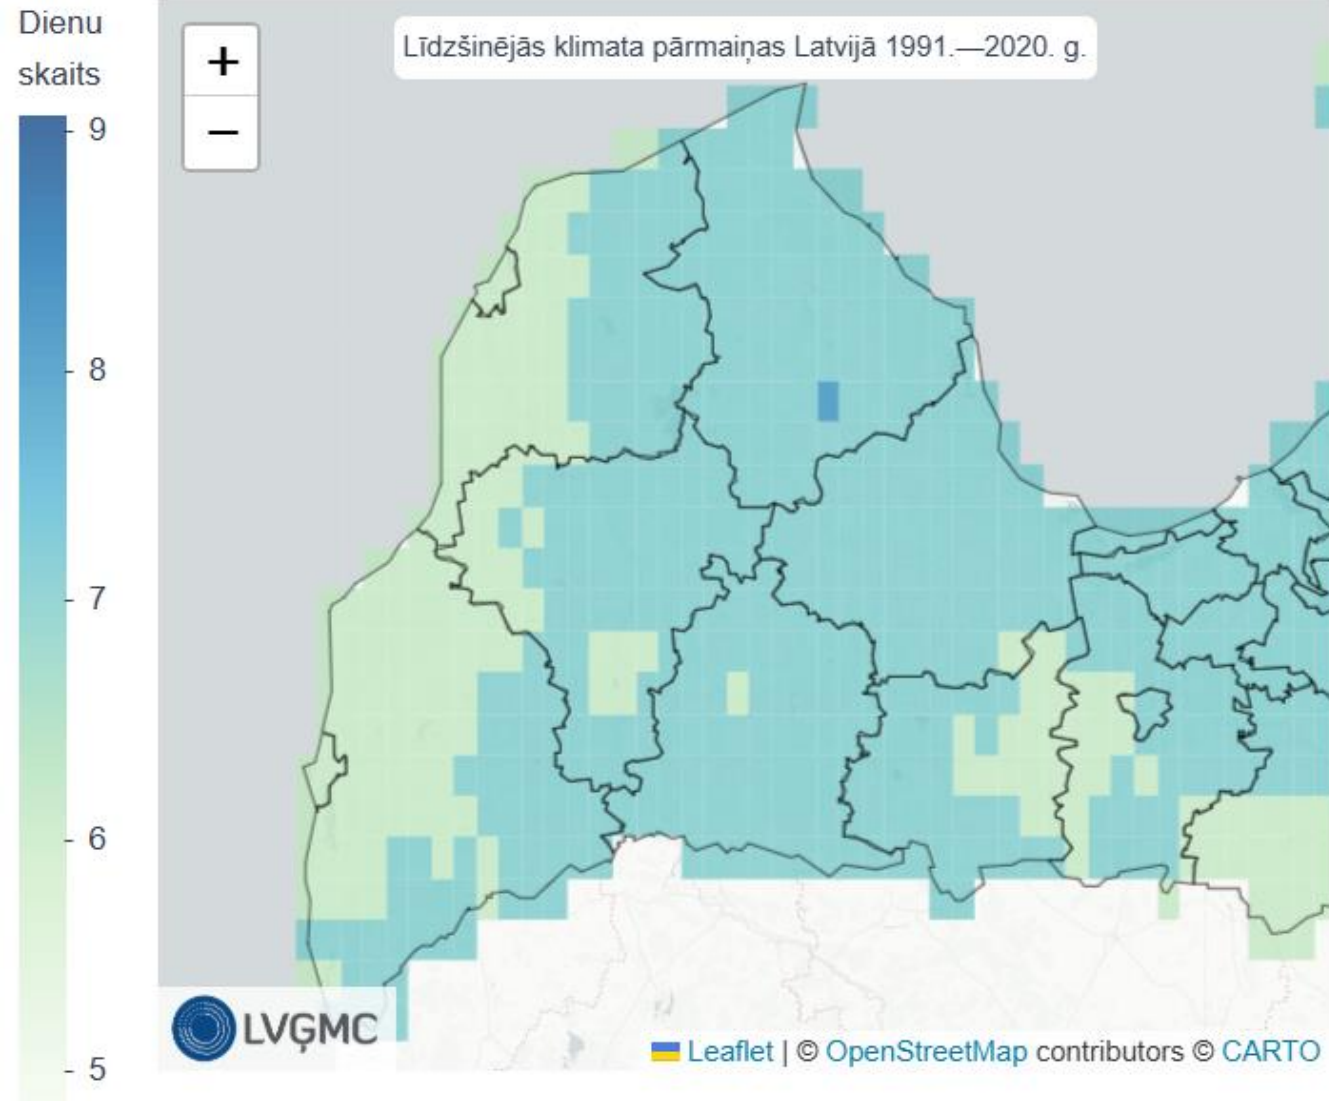 Dienu
skaits
9
8
7
6
5
+
−
Līdzšinējās klimata pārmaiņas Latvijā 1991.—2020. g.
LVĢMC
Leaflet | © OpenStreetMap contributors © CARTO